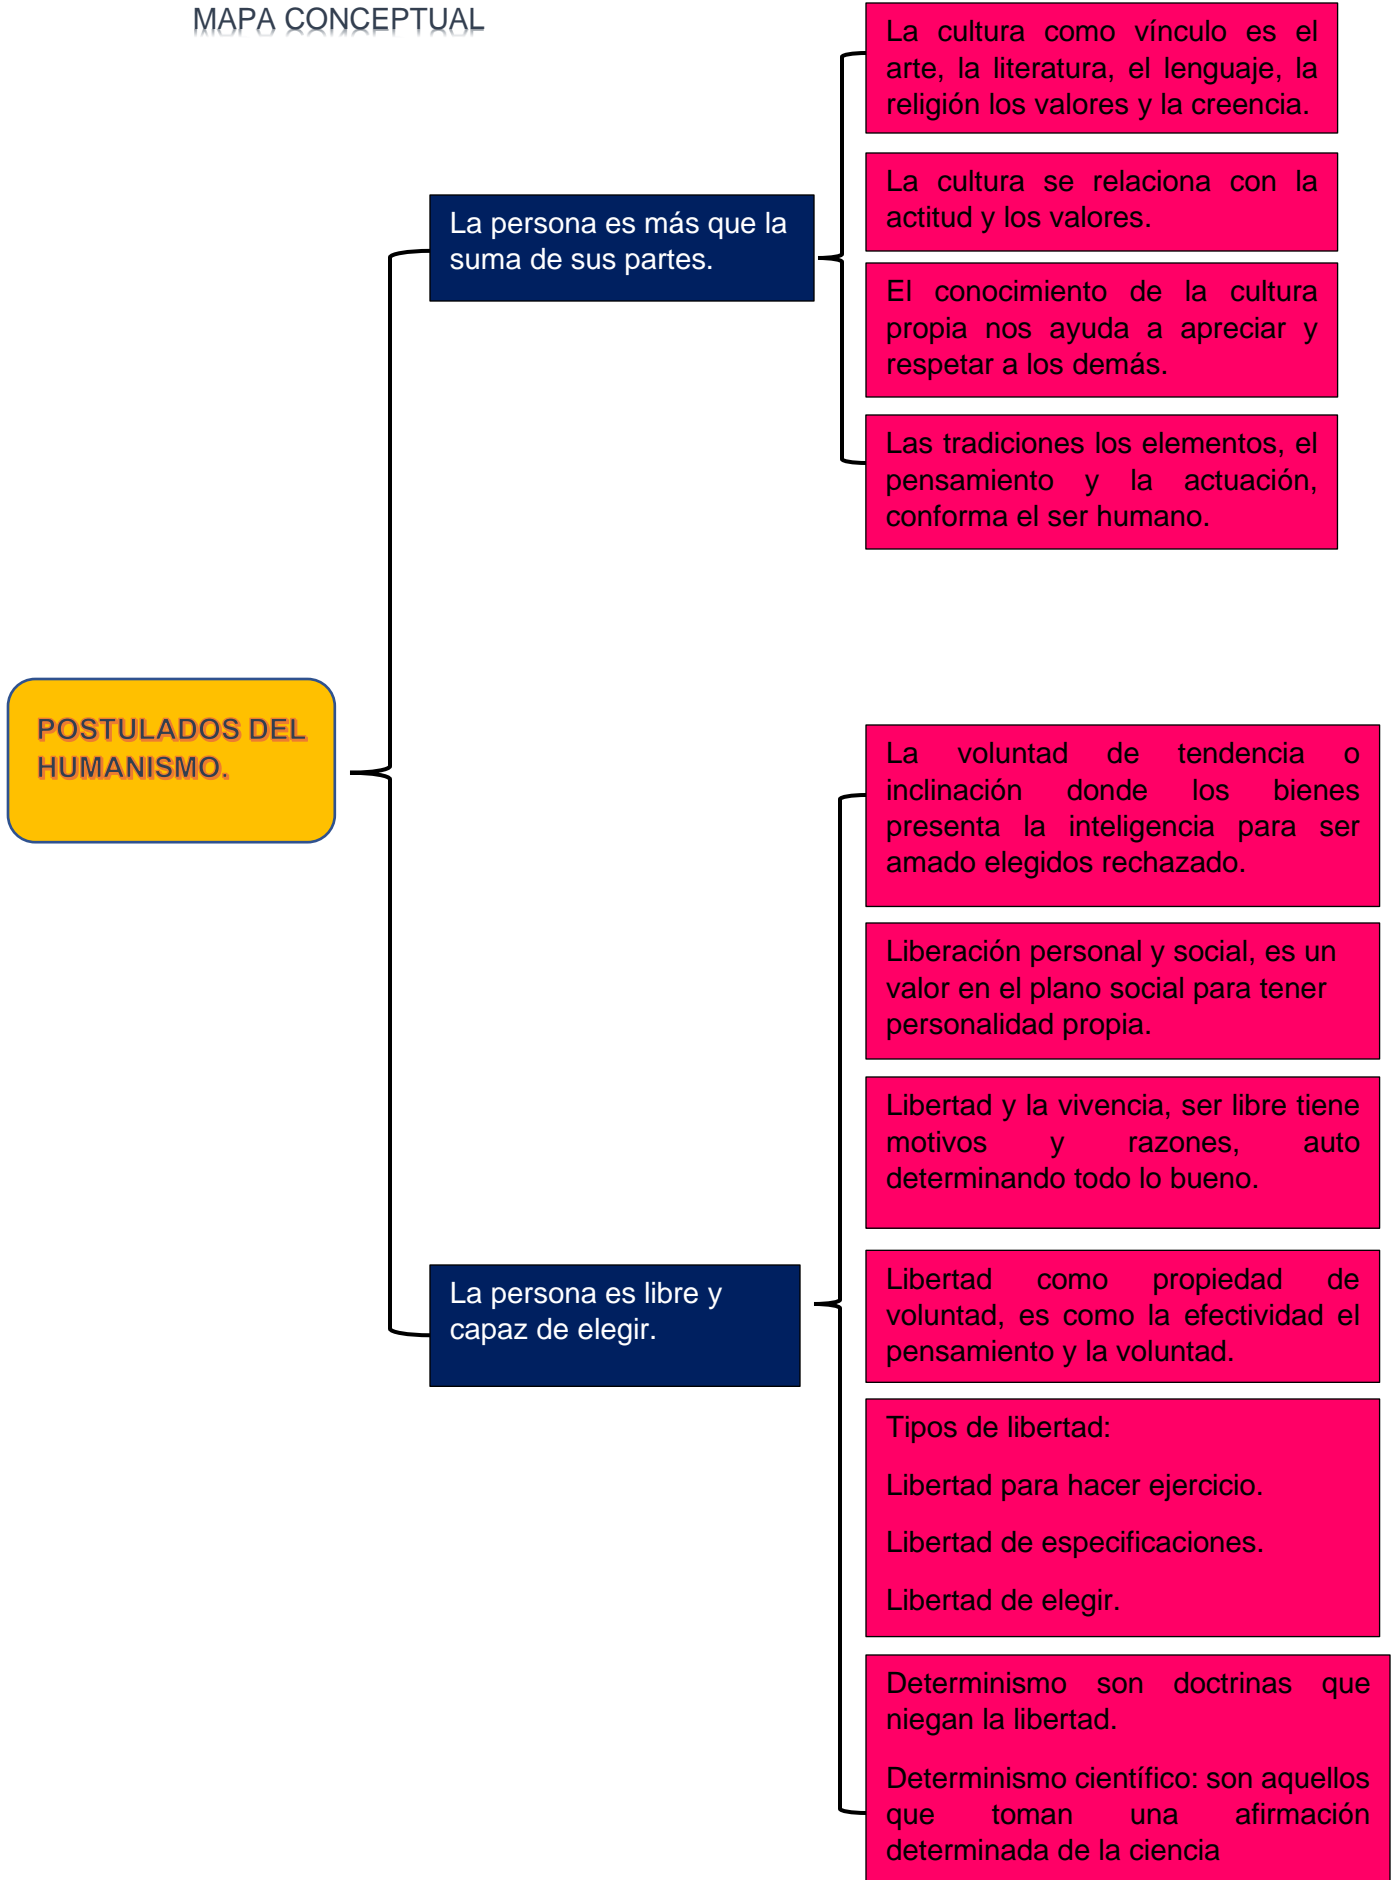 MAPA CONCEPTUAL
La cultura como vínculo es el
arte, la literatura, el lenguaje, la
religión los valores y la creencia.
La cultura se relaciona con la
actitud y los valores.
La persona es más que la
suma de sus partes.
El conocimiento de la cultura
propia nos ayuda a apreciar y
respetar a los demás.
Las tradiciones los elementos, el
pensamiento y la actuación,
conforma el ser humano.
POSTULADOS DEL
HUMANISMO.
La voluntad de tendencia o
inclinación donde los bienes
presenta la inteligencia para ser
amado elegidos rechazado.
Liberación personal y social, es un
valor en el plano social para tener
personalidad propia.
Libertad y la vivencia, ser libre tiene
motivos y razones, auto
determinando todo lo bueno.
La persona es libre y
capaz de elegir.
Libertad como propiedad de
voluntad, es como la efectividad el
pensamiento y la voluntad.
Tipos de libertad:
Libertad para hacer ejercicio.
Libertad de especificaciones.
Libertad de elegir.
Determinismo son doctrinas que
niegan la libertad.
Determinismo científico: son aquellos
que toman una afirmación
determinada de la ciencia